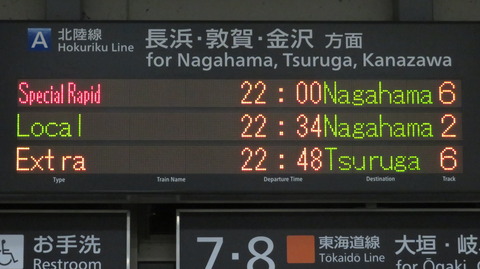 A 北陸線 長浜・敦賀・金沢 方面
Hokuriku Line for Nagahama, Tsuruga, Kanazawa
Special Rapid 22:00 Nagahama 6
Local 22:34 Nagahama 2
Extra 22:48 Tsuruga 6
Type Train Name Departure Time Destination Track
お手洗 7・8 東海道線 大垣・岐
Restroom Tokaidō Line for Ōgaki,